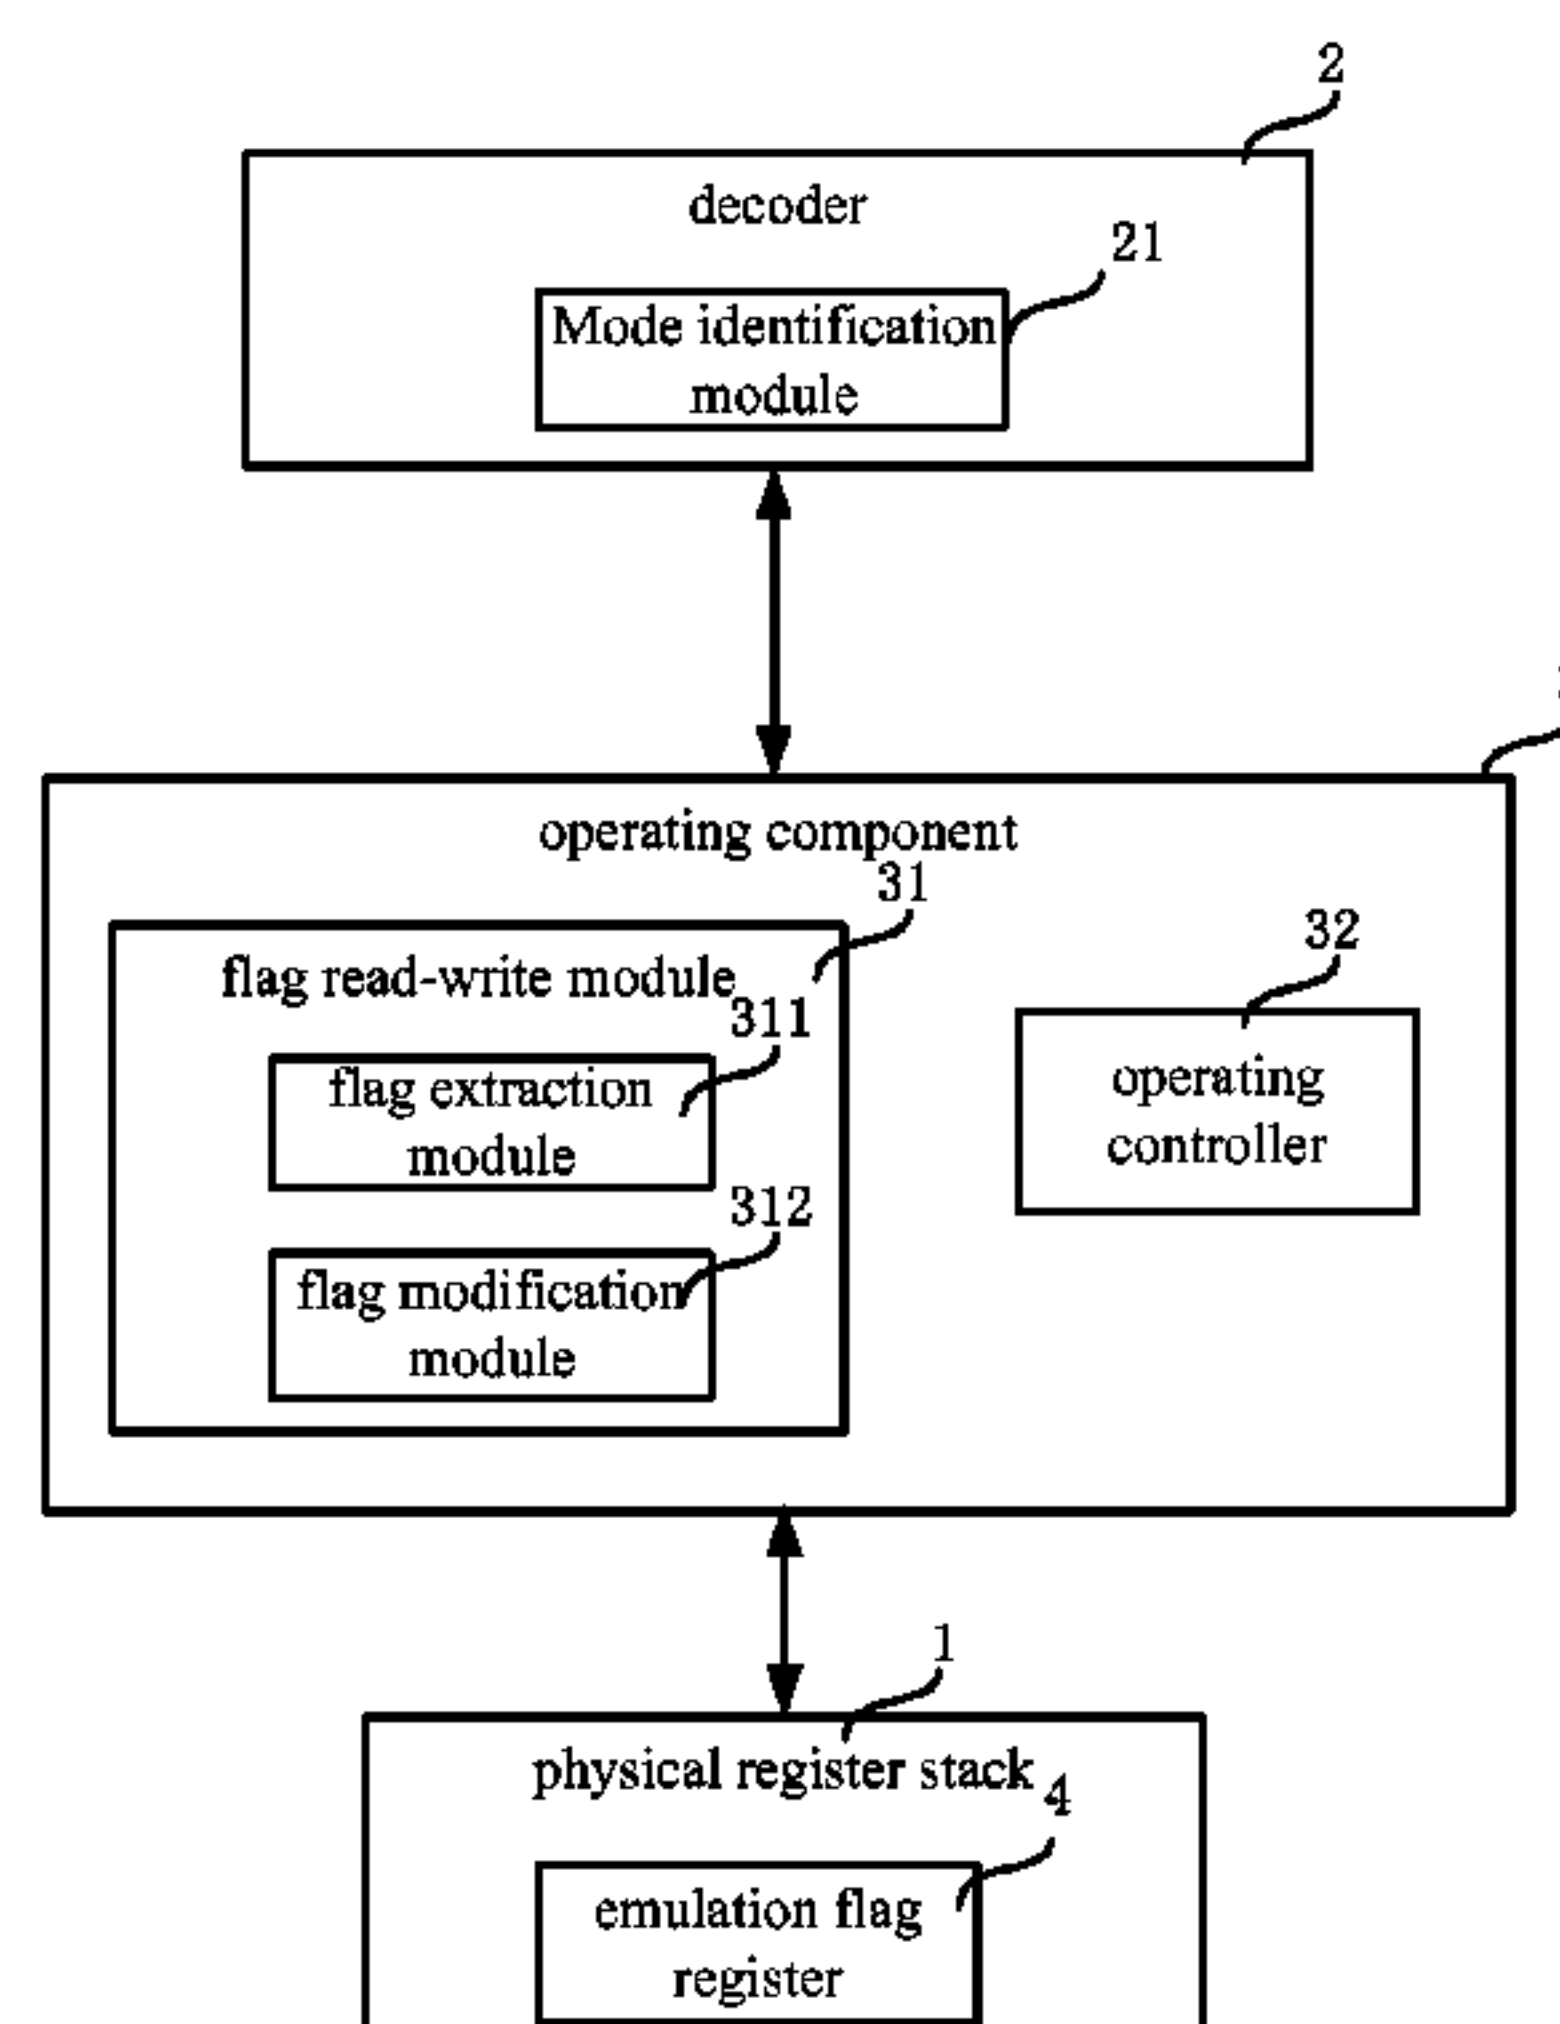 2
decoder
21
Mode identification
module
operating component
31
32
flag read-write module
311
flag extraction
module
operating
controller
312
flag modification
module
1
physical register stack
4
emulation flag
register